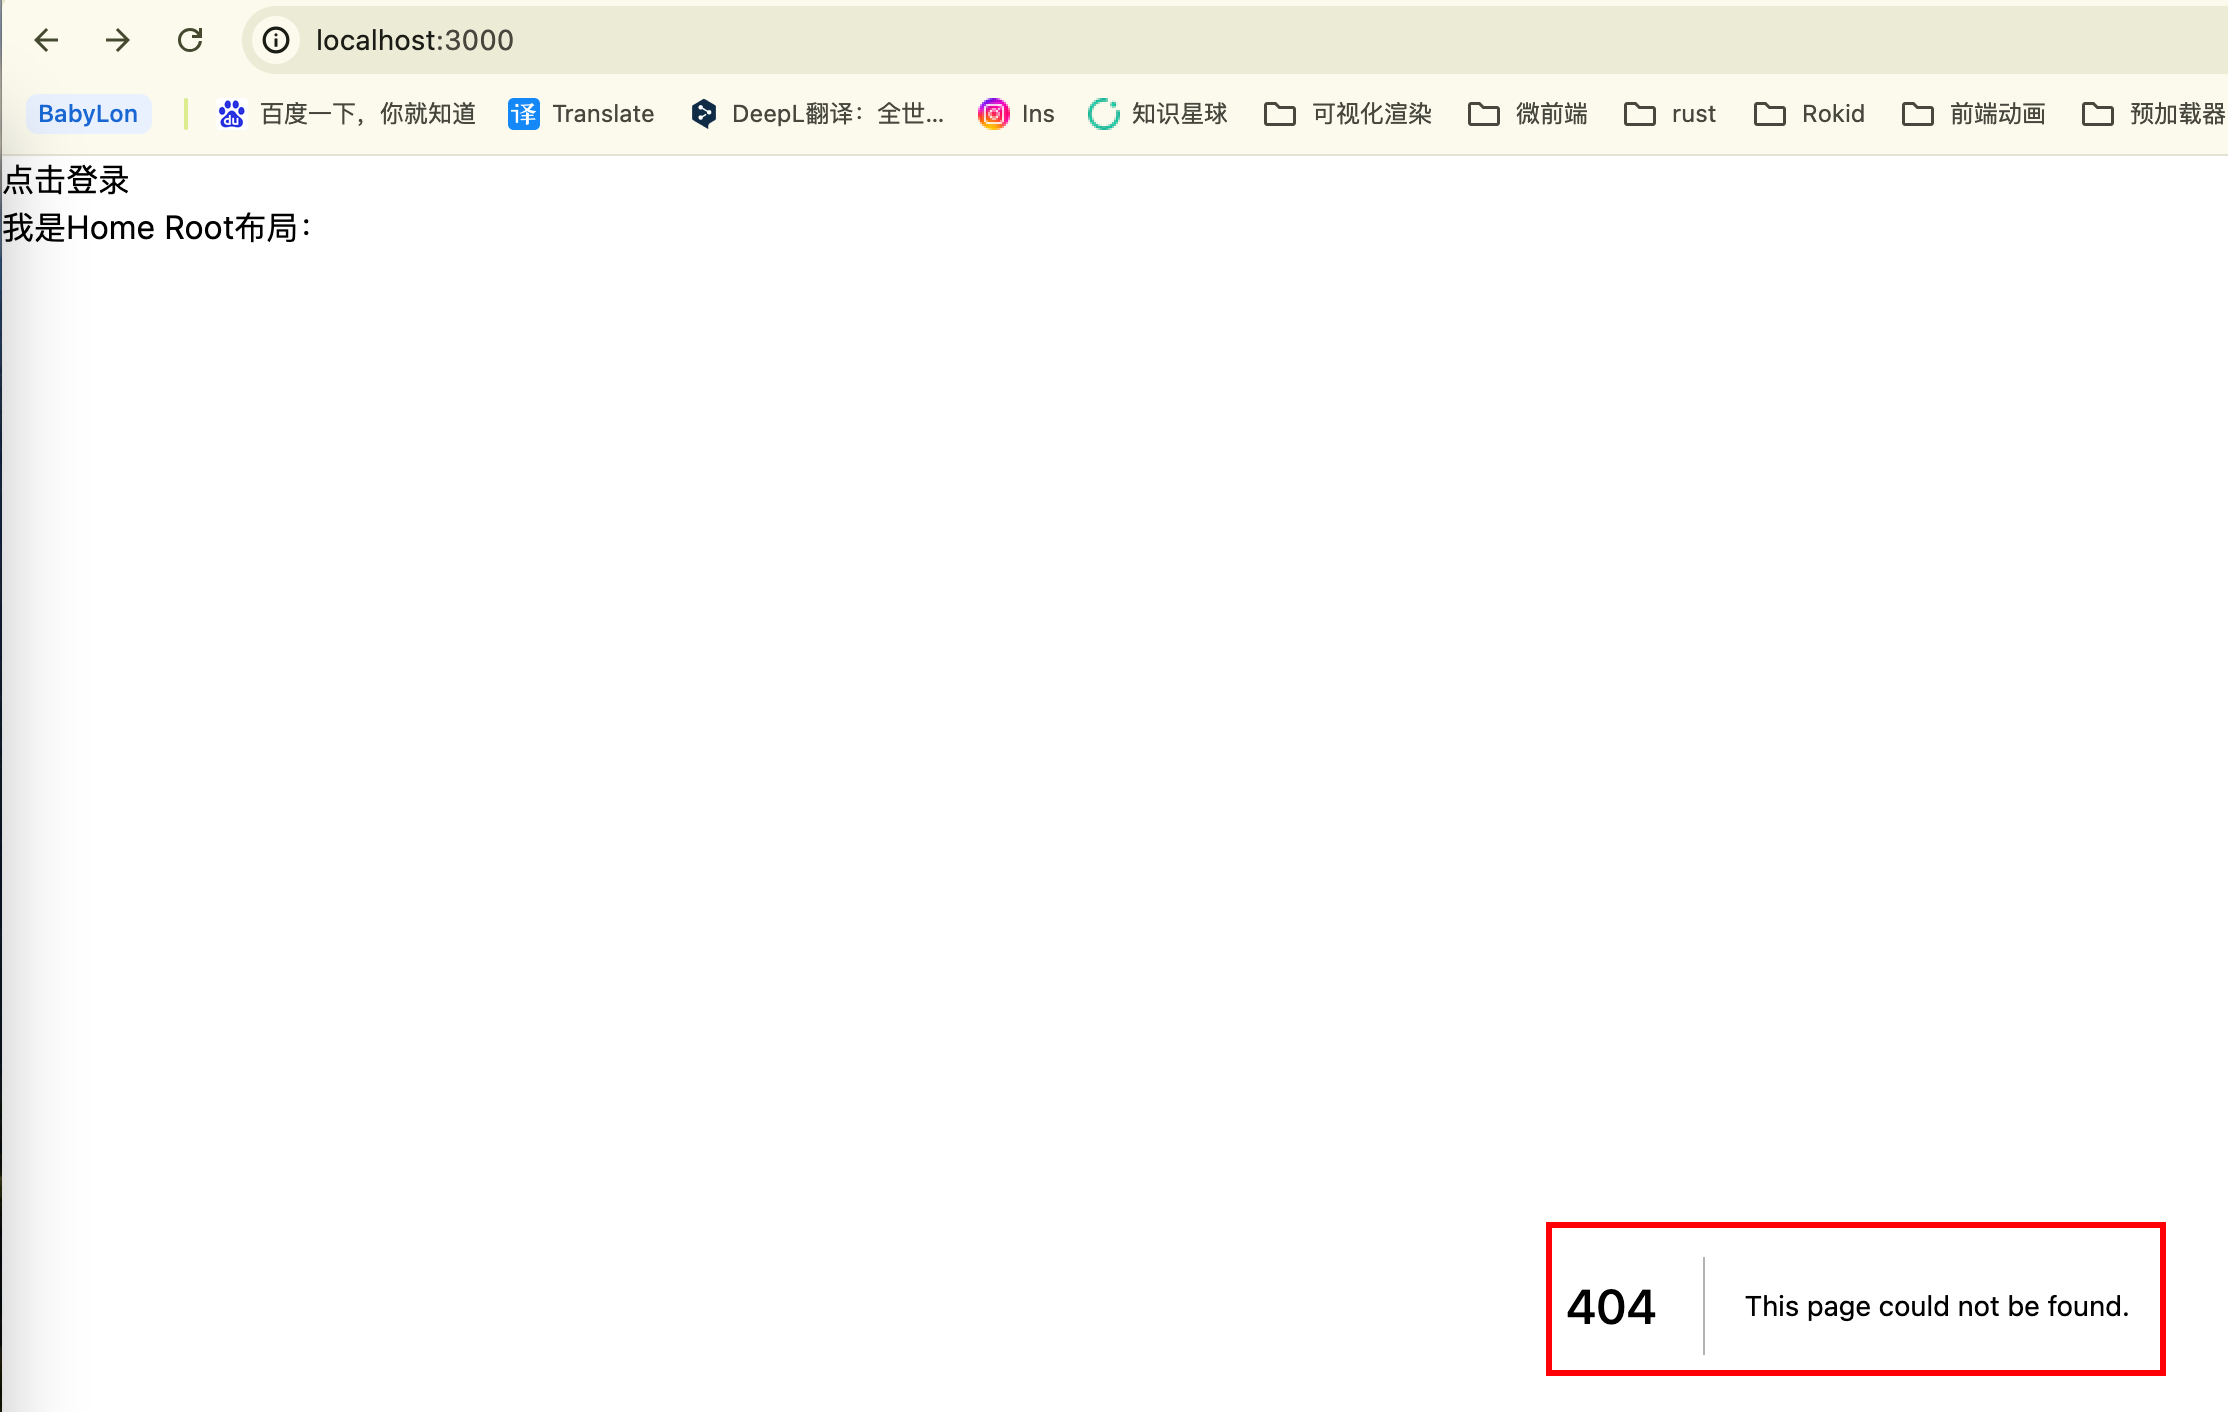 localhost:3000
BabyLon 百度一下，你就知道 译 Translate DeepL翻译：全世... Ins 知识星球 可视化渲染 微前端 rust Rokid 前端动画 预加载器
点击登录
我是Home Root布局：
404 This page could not be found.